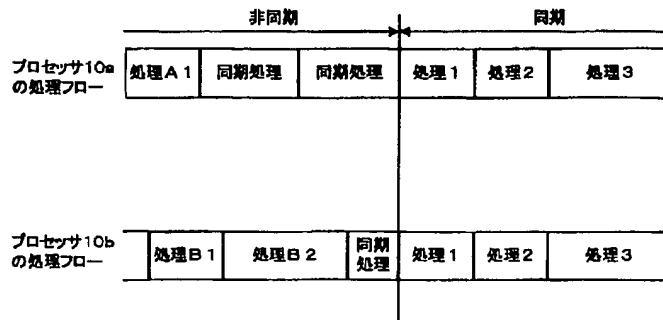 非同期
同期
プロセッサ10a
の処理フロー
処理A1
同期処理
同期処理
処理1
処理2
処理3
プロセッサ10b
の処理フロー
処理B1
処理B2
同期
処理
処理1
処理2
処理3